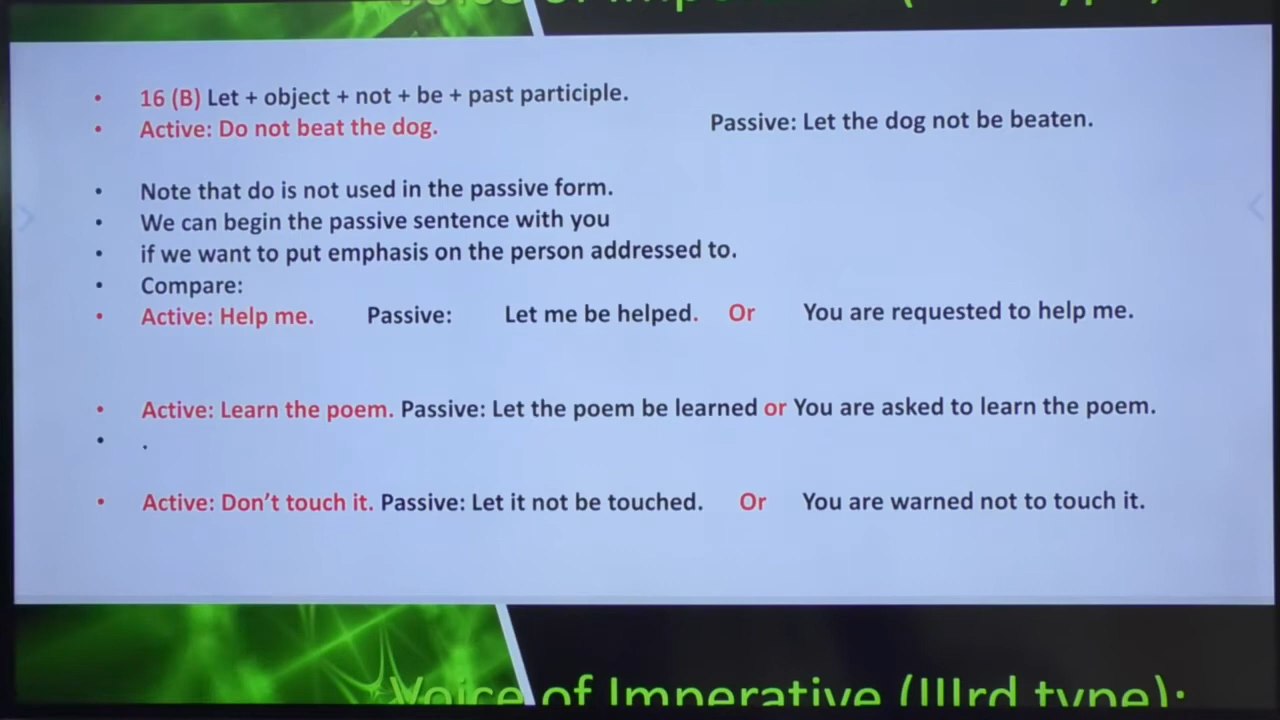 Voice of Imperative
• 16 (B) Let + object + not + be + past participle.
• Active: Do not beat the dog. Passive: Let the dog not be beaten.
• Note that do is not used in the passive form.
• We can begin the passive sentence with you
• if we want to put emphasis on the person addressed to.
• Compare:
• Active: Help me. Passive: Let me be helped. Or You are requested to help me.
• Active: Learn the poem. Passive: Let the poem be learned or You are asked to learn the poem.
• .
• Active: Don’t touch it. Passive: Let it not be touched. Or You are warned not to touch it.
Voice of Imperative (IIIrd type):